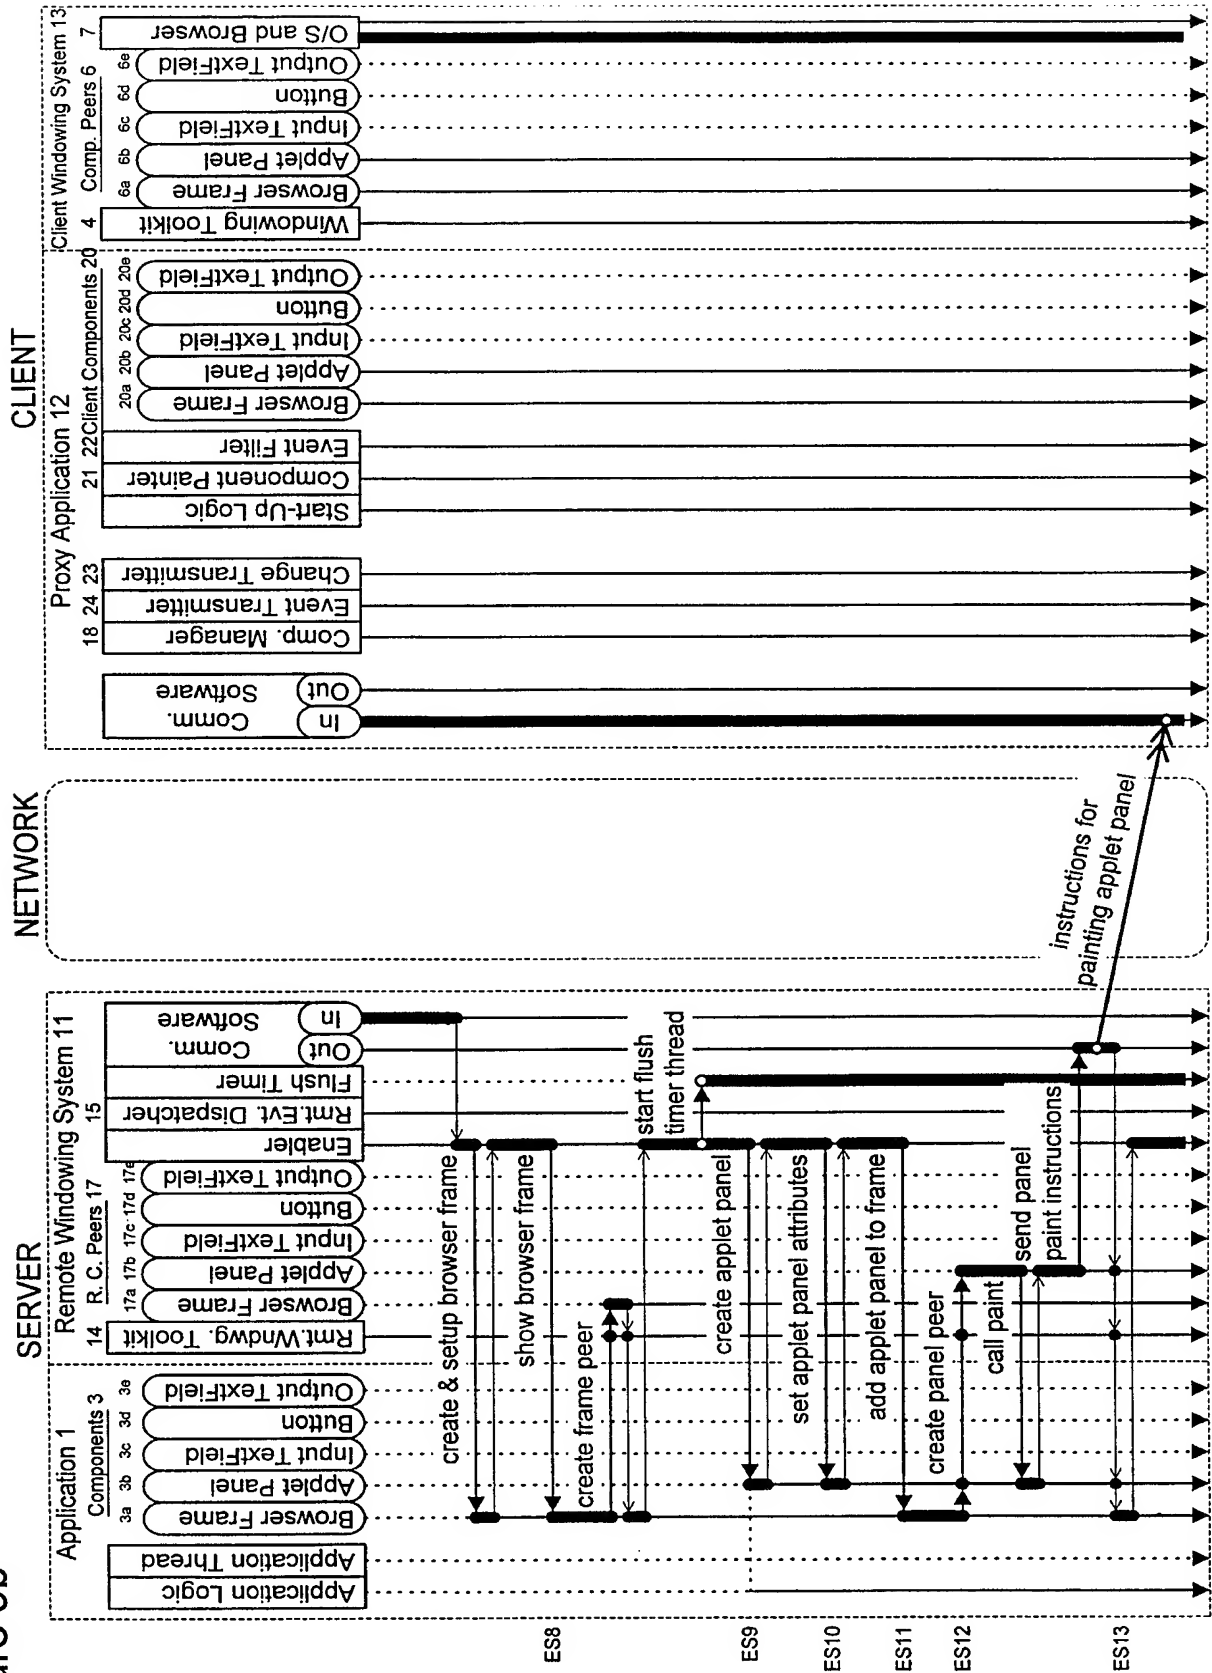 SERVER
NETWORK
CLIENT
Application 1
Components 3
3a
3b
3c
3d
3e
Application Logic
Application Thread
Browser Frame
Applet Panel
Input TextField
Button
Output TextField
Remote Windowing System 11
R. C. Peers 17
14
17a
17b
17c
17d
17e
15
Rmt.Wndwg. Toolkit
Browser Frame
Applet Panel
Input TextField
Button
Output TextField
Enabler
Rmt.Evt. Dispatcher
Flush Timer
Comm. Software
Out
In
Proxy Application 12
Comm. Software
In
Out
18
24
23
Comp. Manager
Event Transmitter
Change Transmitter
21
22
Start-Up Logic
Component Painter
Event Filter
Client Components 20
20a
20b
20c
20d
20e
Browser Frame
Applet Panel
Input TextField
Button
Output TextField
Client Windowing System 13
4
Comp. Peers 6
6a
6b
6c
6d
6e
7
Windowing Toolkit
Browser Frame
Applet Panel
Input TextField
Button
Output TextField
O/S and Browser
create & setup browser frame
show browser frame
create frame peer
start flush
timer thread
create applet panel
set applet panel attributes
add applet panel to frame
create panel peer
call paint
send panel
paint instructions
instructions for
painting applet panel
ES8
ES9
ES10
ES11
ES12
ES13